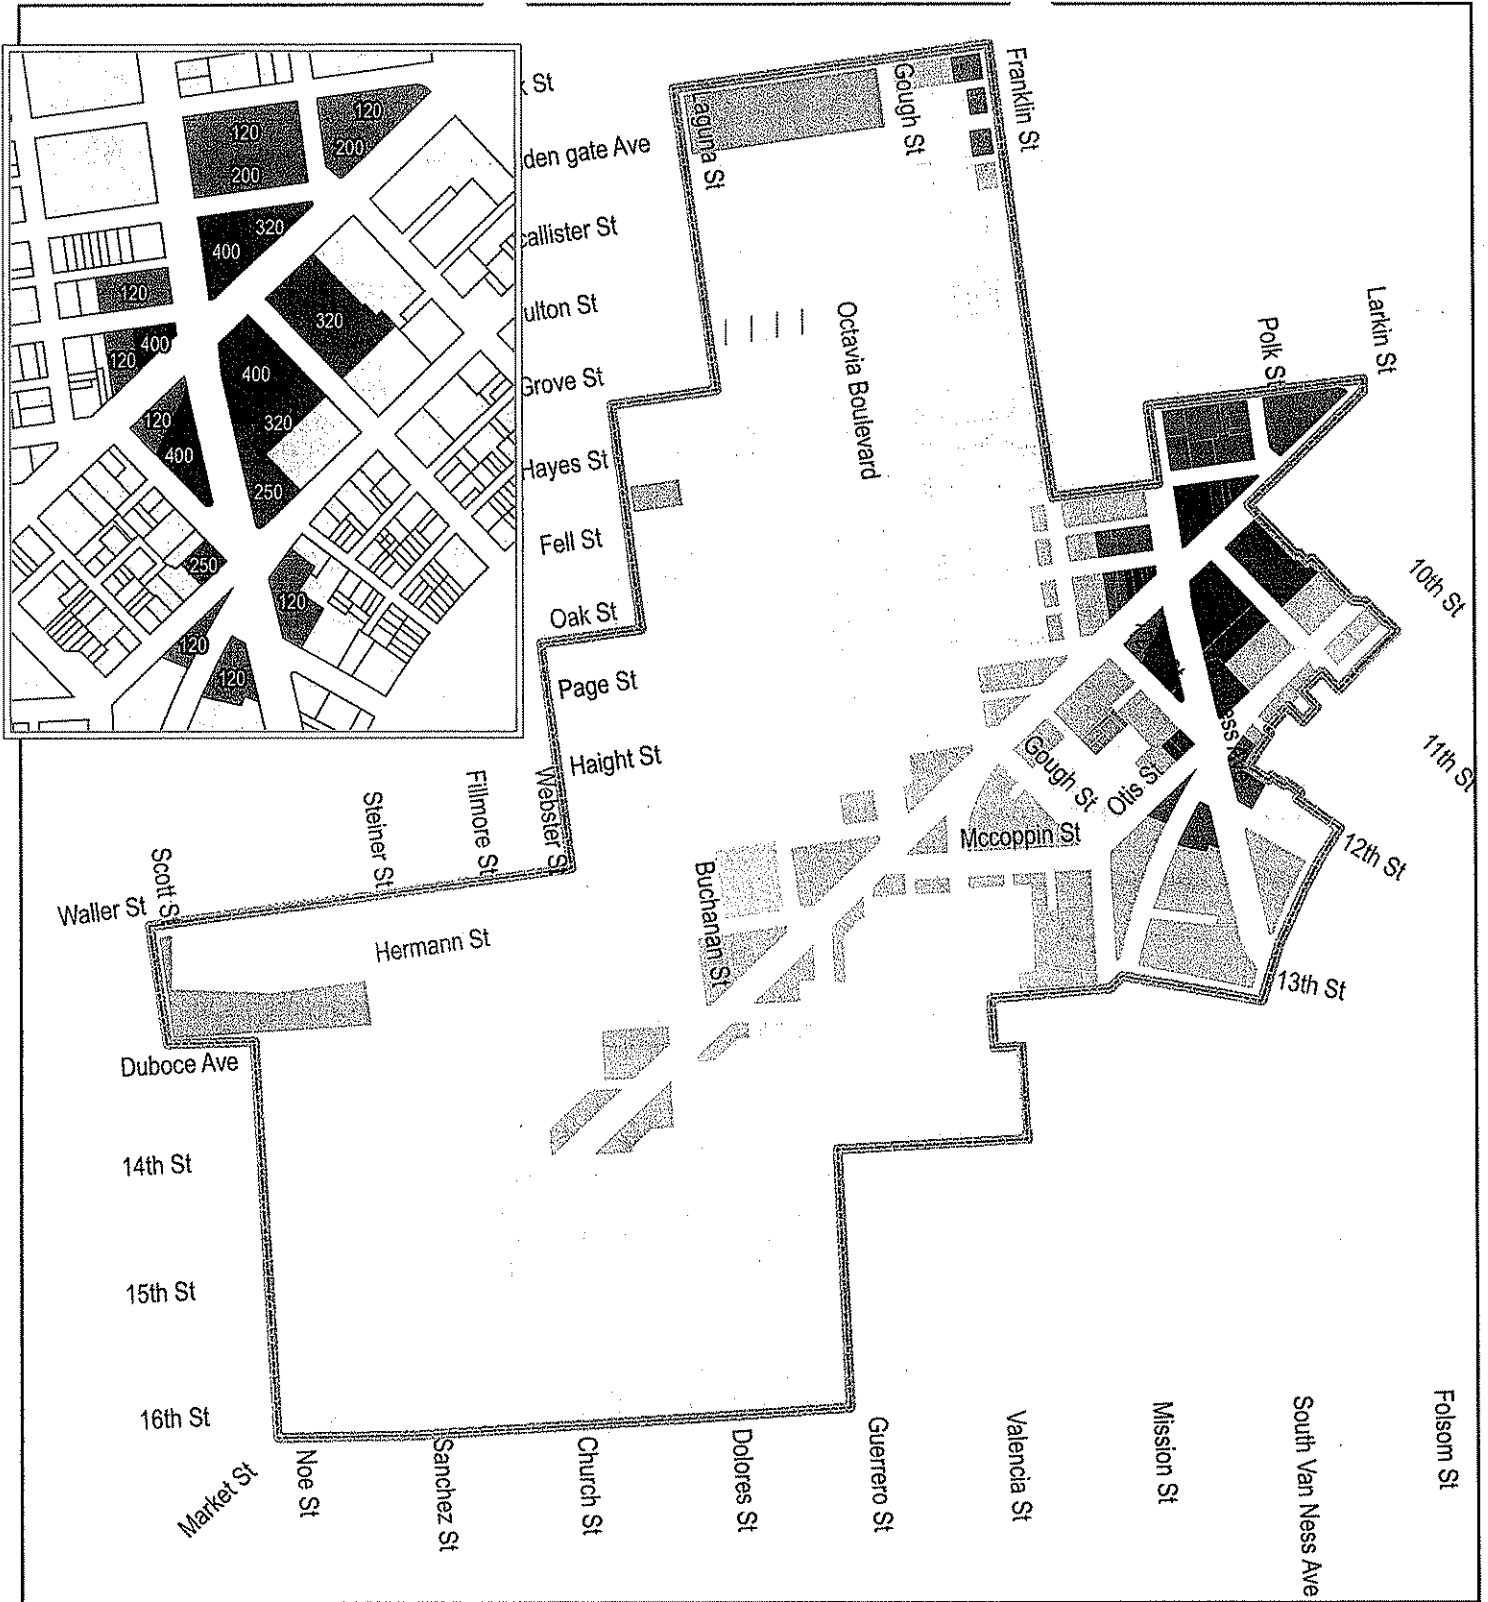 120
120
200
200
320
400
120
320
400
120
400
120
320
400
250
250
120
120
120
k St
den gate Ave
callister St
ulton St
Grove St
Hayes St
Fell St
Oak St
Page St
Haight St
Laguna St
Gough St
Franklin St
Octavia Boulevard
Polk St
Larkin St
10th St
11th St
12th St
13th St
ess
Gough St
Otis St
Mccoppin St
Buchanan St
Webster St
Fillmore St
Steiner St
Scott St
Waller St
Hermann St
Duboce Ave
14th St
15th St
16th St
Market St
Noe St
Sanchez St
Church St
Dolores St
Guerrero St
Valencia St
Mission St
South Van Ness Ave
Folsom St